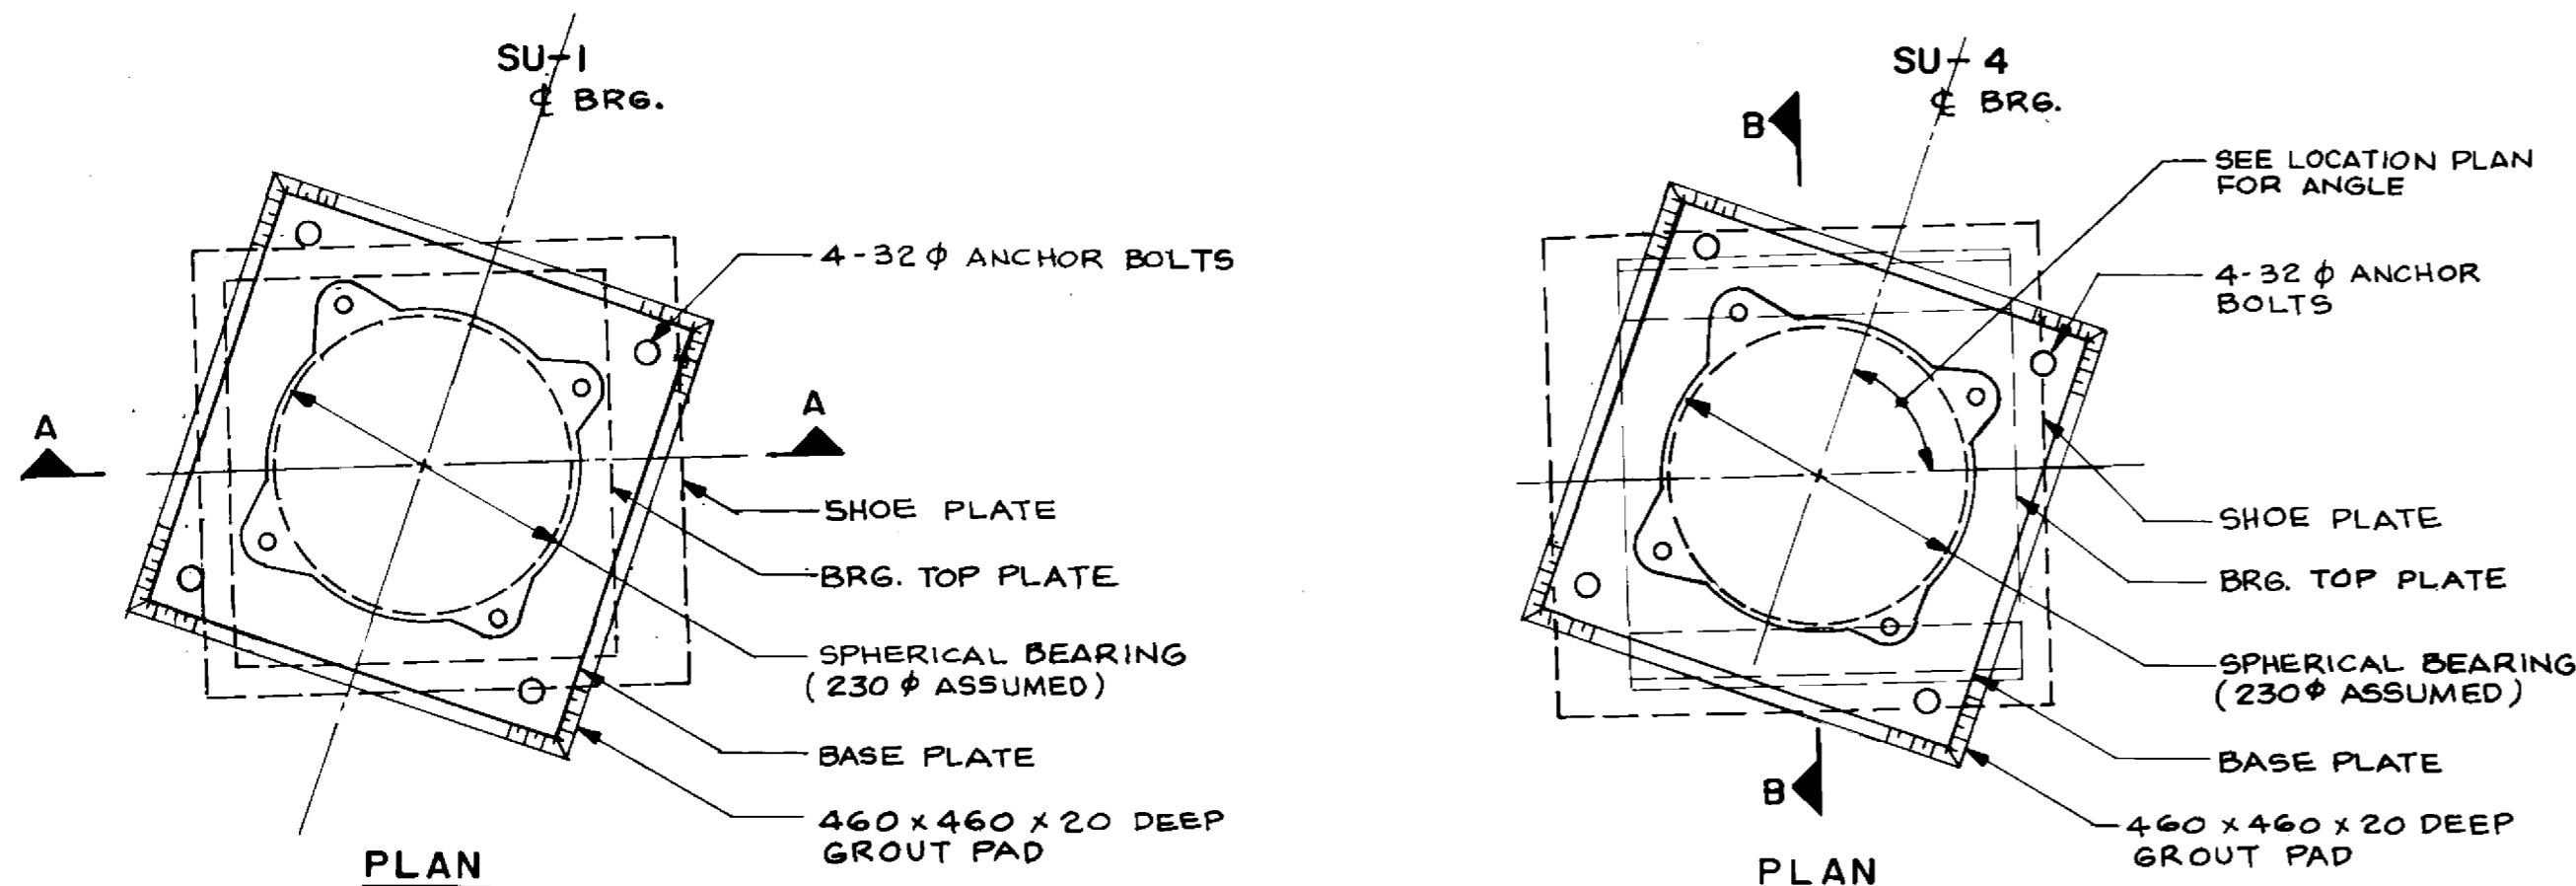 SU-1
℄ BRG.
A
A
4-32 ϕ ANCHOR BOLTS
SHOE PLATE
BRG. TOP PLATE
SPHERICAL BEARING
(230 ϕ ASSUMED)
BASE PLATE
460 x 460 x 20 DEEP
GROUT PAD
PLAN
SU-4
℄ BRG.
B
SEE LOCATION PLAN
FOR ANGLE
4-32 ϕ ANCHOR
BOLTS
SHOE PLATE
BRG. TOP PLATE
SPHERICAL BEARING
(230 ϕ ASSUMED)
BASE PLATE
B
460 x 460 x 20 DEEP
GROUT PAD
PLAN